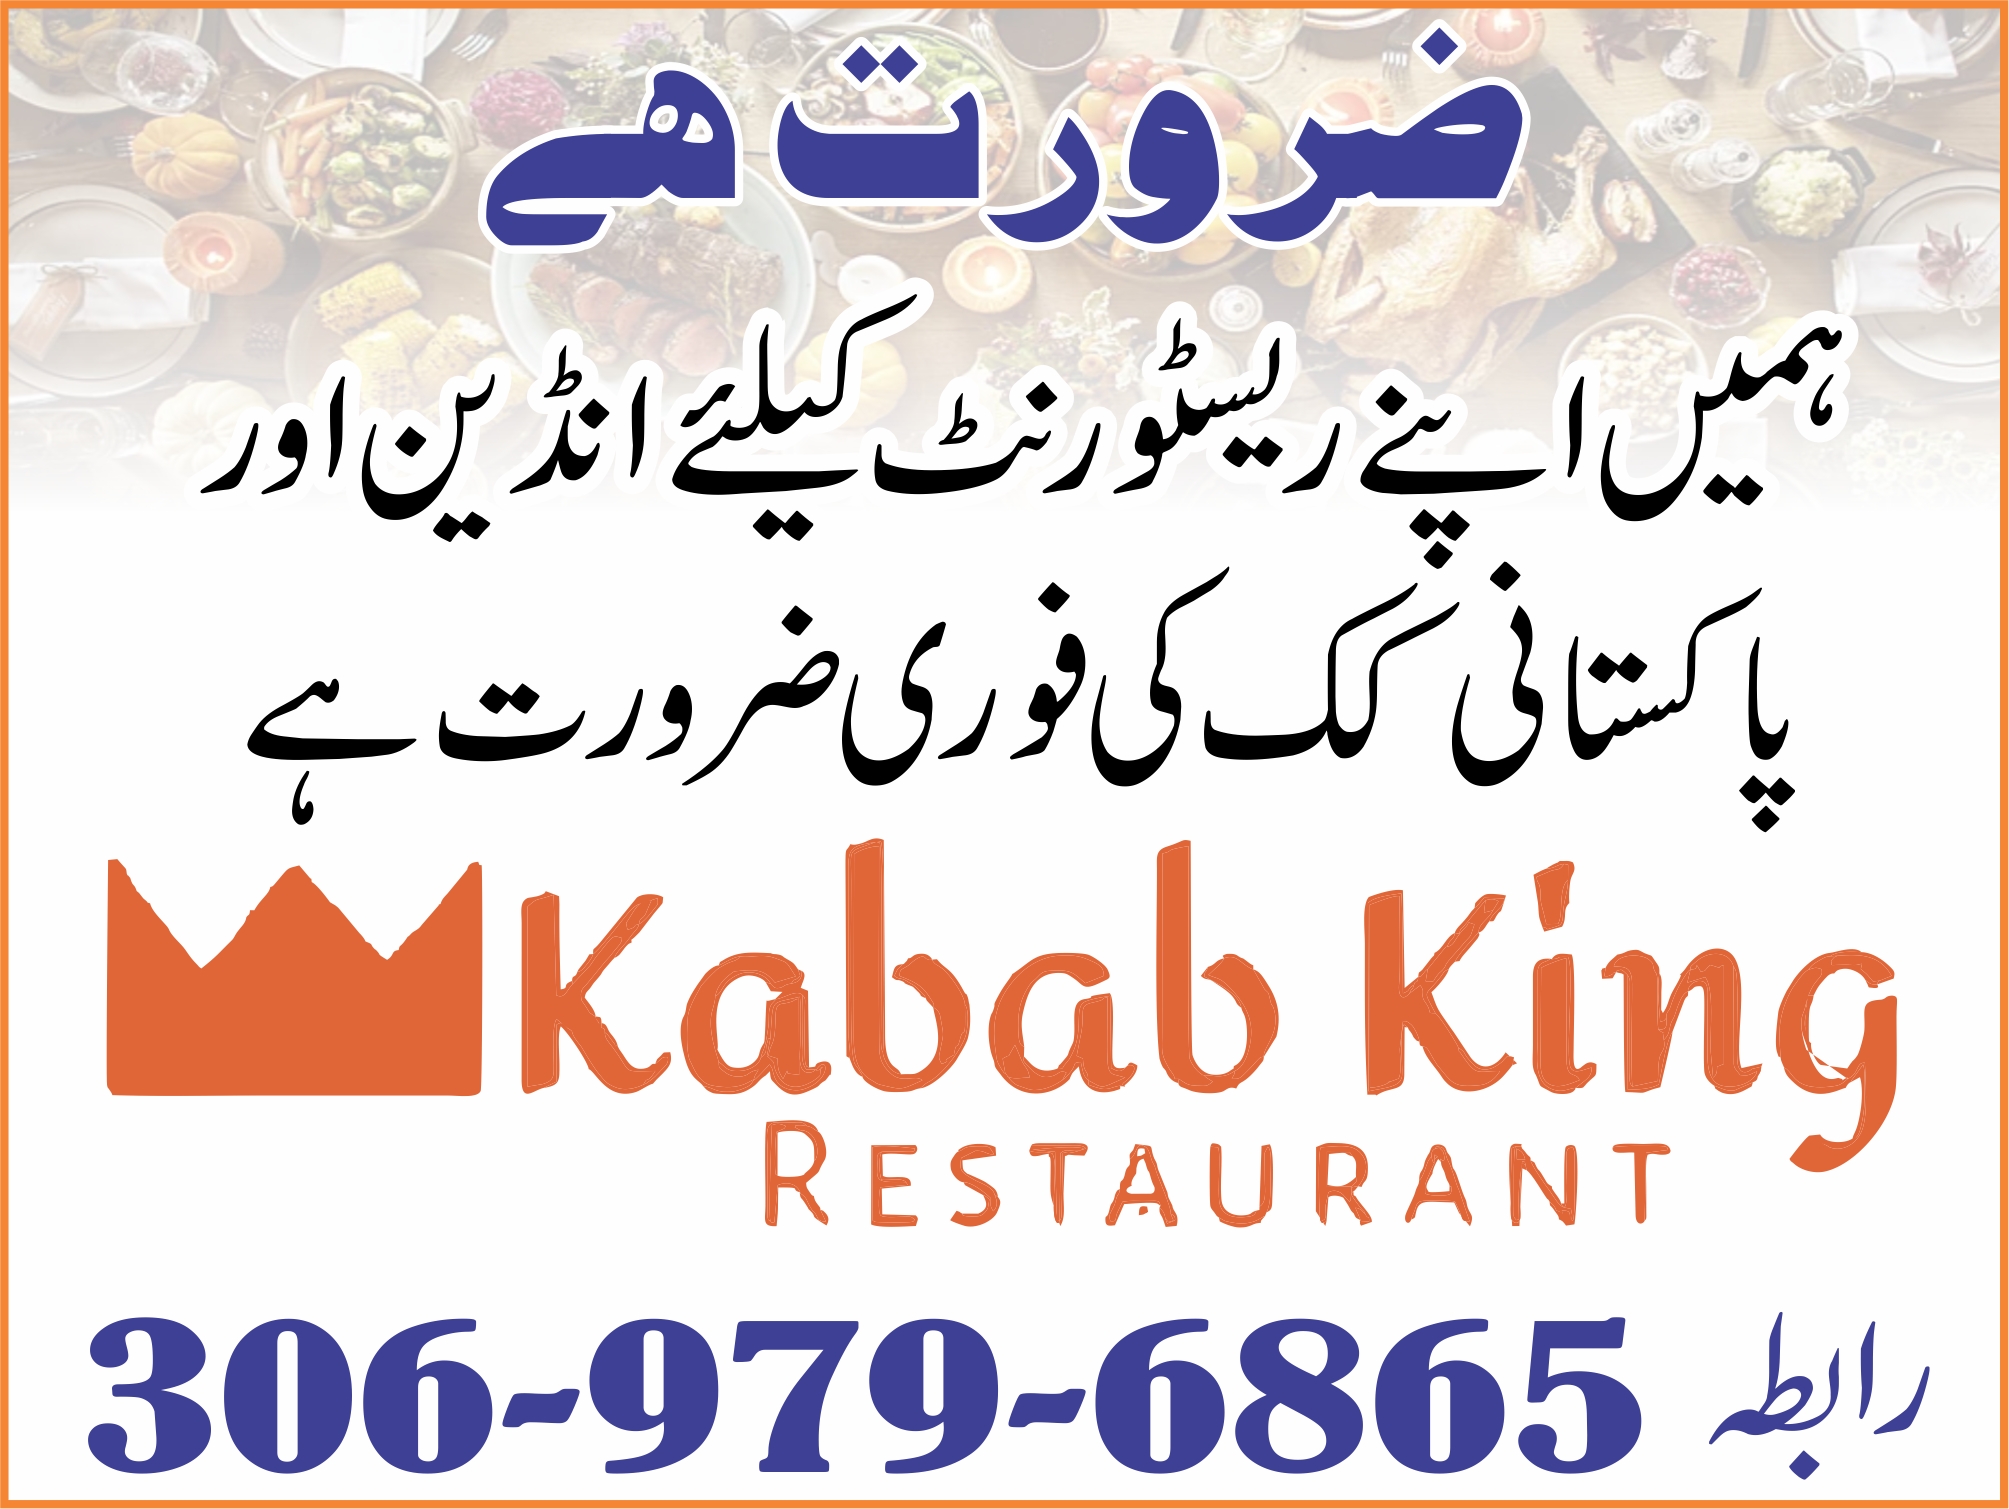 ضرورت ھے
ہمیں اپنے ریسٹورنٹ کیلئے انڈین اور
پاکستانی کک کی فوری ضرورت ہے
Kabab King
RESTAURANT
رابطہ 306-979-6865